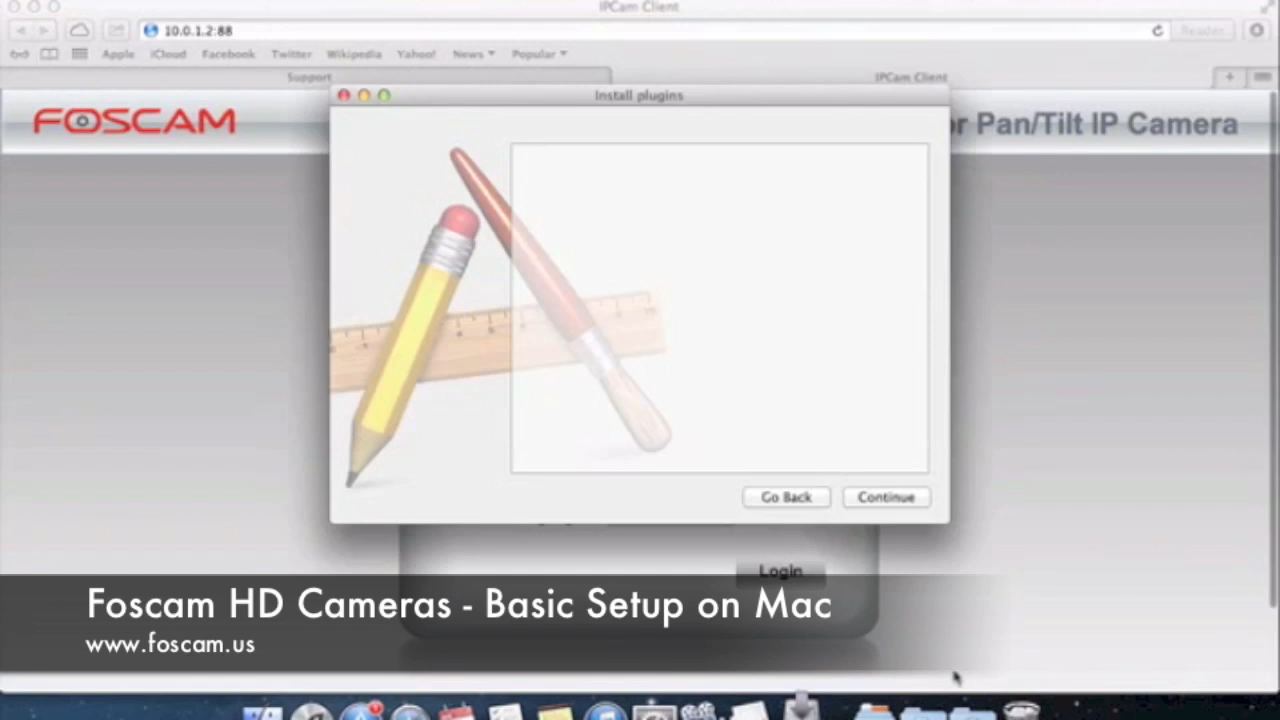 IPCam Client
10.0.1.2:88
Reader
Apple iCloud Facebook Twitter Wikipedia Yahoo! News Popular
Support IPCam Client
Install plugins
FOSCAM
or Pan/Tilt IP Camera
Go Back Continue
Login
Foscam HD Cameras - Basic Setup on Mac
www.foscam.us